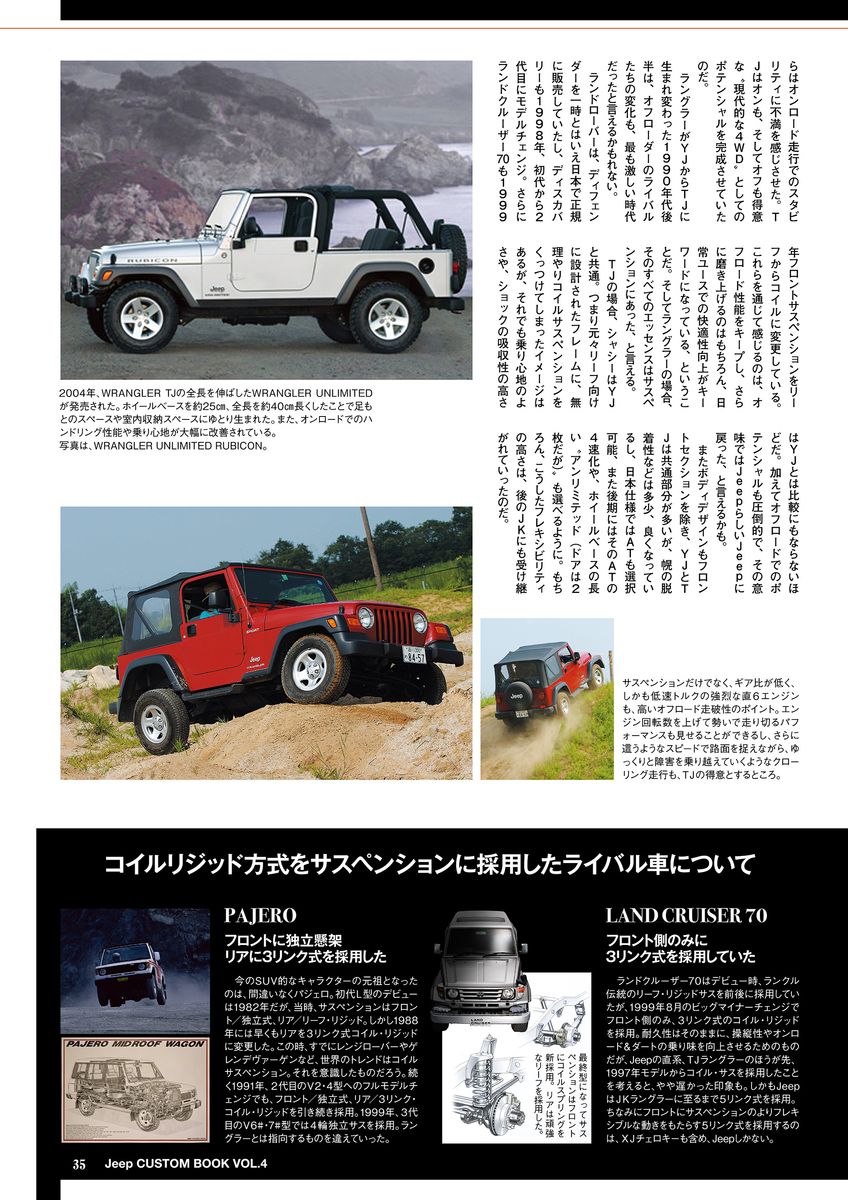 らはオンロード走行でのスタビ
リティに不満を感じさせた。T
Jはオンも、そしてオフも得意
な〝現代的な4WD〟としての
ポテンシャルを完成させていた
のだ。
ラングラーがYJからTJに
生まれ変わった1990年代後
半は、オフローダーのライバル
たちの変化も、最も激しい時代
だったと言えるかもれない。
ランドローバーは、ディフェン
ダーを一時とはいえ日本で正規
に販売していたし、ディスカバ
リーも1998年、初代から2
代目にモデルチェンジ。さらに
ランドクルーザー70も1999
年フロントサスペンションをリー
フからコイルに変更している。
これらを通じて感じるのは、オ
フロード性能をキープし、さら
に磨き上げるのはもちろん、日
常ユースでの快適性向上がキー
ワードになっている、というこ
とだ。そしてラングラーの場合、
そのすべてのエッセンスはサスペ
ンションにあった、と言える。
TJの場合、シャシーはYJ
と共通。つまり元々リーフ向け
に設計されたフレームに、無
理やりコイルサスペンションを
くっつけてしまったイメージは
あるが、それでも乗り心地のよ
さや、ショックの吸収性の高さ
はYJとは比較にもならないほ
どだ。加えてオフロードでのポ
テンシャルも圧倒的で、その意
味ではJeepらしいJeepに
戻った、と言えるかも。
またボディデザインもフロン
トセクションを除き、YJとT
Jは共通部分が多いが、幌の脱
着性などは多少、良くなってい
るし、日本仕様ではATも選択
可能、また後期にはそのATの
4速化や、ホイールベースの長
い〝アンリミテッド(ドアは2
枚だが)〟も選べるように。もち
ろん、こうしたフレキシビリティ
の高さは、後のJKにも受け継
がれていったのだ。
RUBICON
Jeep
2004年、WRANGLER TJの全長を伸ばしたWRANGLER UNLIMITED
が発売された。ホイールベースを約25㎝、全長を約40㎝長くしたことで足も
とのスペースや室内収納スペースにゆとり生まれた。また、オンロードでのハ
ンドリング性能や乗り心地が大幅に改善されている。
写真は、WRANGLER UNLIMITED RUBICON。
SPORT
Jeep
84-57
Jeep
サスペンションだけでなく、ギア比が低く、
しかも低速トルクの強烈な直6エンジン
も、高いオフロード走破性のポイント。エン
ジン回転数を上げて勢いで走り切るパフ
ォーマンスも見せることができるし、さらに
這うようなスピードで路面を捉えながら、ゆ
っくりと障害を乗り越えていくようなクロー
リング走行も、TJの得意とするところ。
コイルリジッド方式をサスペンションに採用したライバル車について
PAJERO MIDROOF WAGON
PAJERO
フロントに独立懸架
リアに3リンク式を採用した
今のSUV的なキャラクターの元祖となった
のは、間違いなくパジェロ。初代L型のデビュー
は1982年だが、当時、サスペンションはフロン
ト／独立式、リア／リーフ・リジッド。しかし1988
年には早くもリアを3リンク式コイル・リジッド
に変更した。この時、すでにレンジローバーやゲ
レンデヴァーゲンなど、世界のトレンドはコイル
サスペンション。それを意識したものだろう。続
く1991年、2代目のV2・4型へのフルモデルチ
ェンジでも、フロント／独立式、リア／3リンク・
コイル・リジッドを引き続き採用。1999年、3代
目のV6#・7#型では4輪独立サスを採用。ラン
グラーとは指向するものを違えていった。
LAND
CRUISER
最終型になってサス
ペンションはフロント
にコイルスプリングを
新採用。リアは頑強
なリーフを採用した。
LAND CRUISER 70
フロント側のみに
3リンク式を採用していた
ランドクルーザー70はデビュー時、ランクル
伝統のリーフ・リジッドサスを前後に採用してい
たが、1999年8月のビッグマイナーチェンジで
フロント側のみ、3リンク式のコイル・リジッド
を採用。耐久性はそのままに、操縦性やオンロ
ード&ダートの乗り味を向上させるためのもの
だが、Jeepの直系、TJラングラーのほうが先、
1997年モデルからコイル・サスを採用したこと
を考えると、やや遅かった印象も。しかもJeep
はJKラングラーに至るまで5リンク式を採用。
ちなみにフロントにサスペンションのよりフレキ
シブルな動きをもたらす5リンク式を採用するの
は、XJチェロキーも含め、Jeepしかない。
35 Jeep CUSTOM BOOK VOL.4